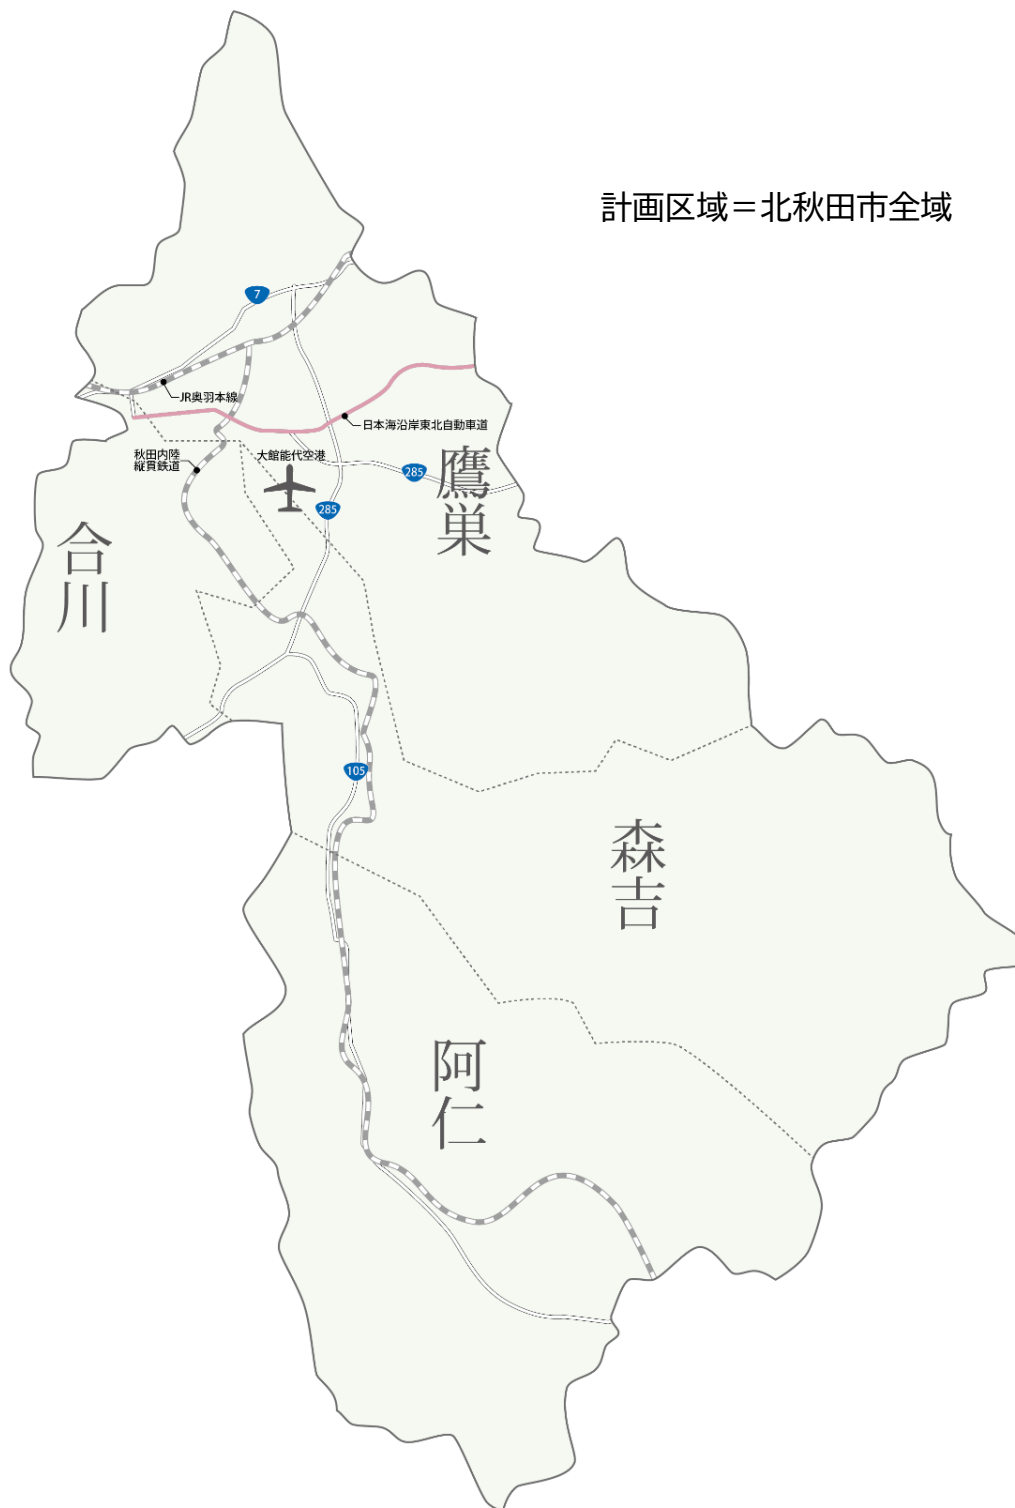 計画区域＝北秋田市全域
7
JR奥羽本線
日本海沿岸東北自動車道
秋田内陸
縦貫鉄道
大館能代空港
285
285
鷹巣
合川
105
森吉
阿仁